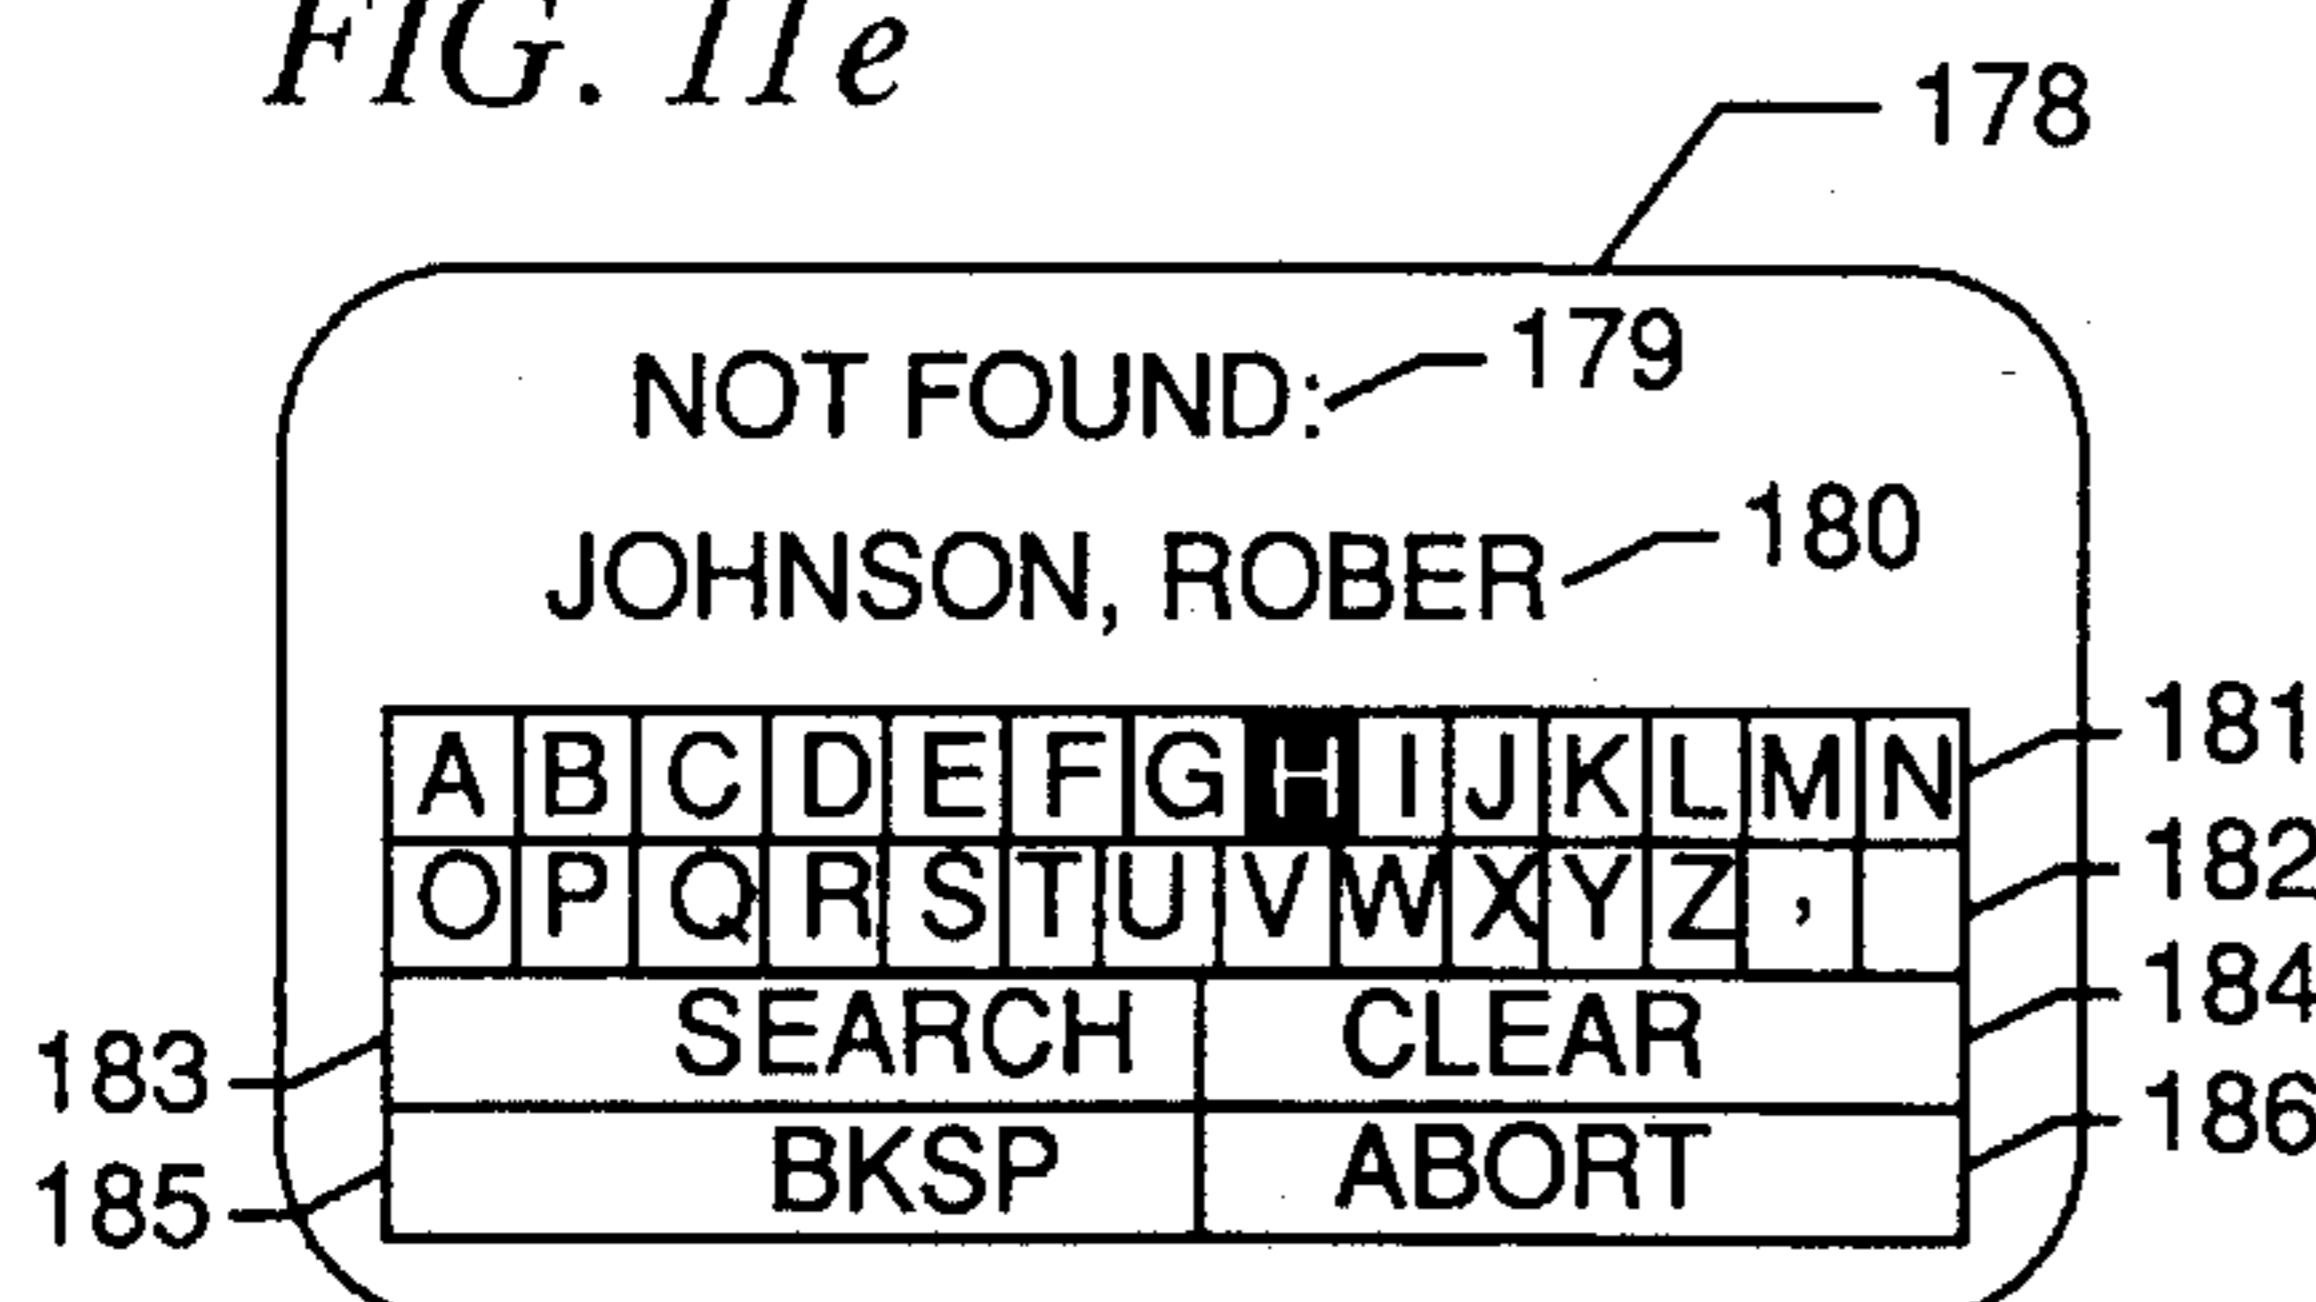 FIG. 11e
178
NOT FOUND: 179
JOHNSON, ROBER 180
A B C D E F G H I J K L M N 181
O P Q R S T U V W X Y Z , 182
183 SEARCH CLEAR 184
185 BKSP ABORT 186